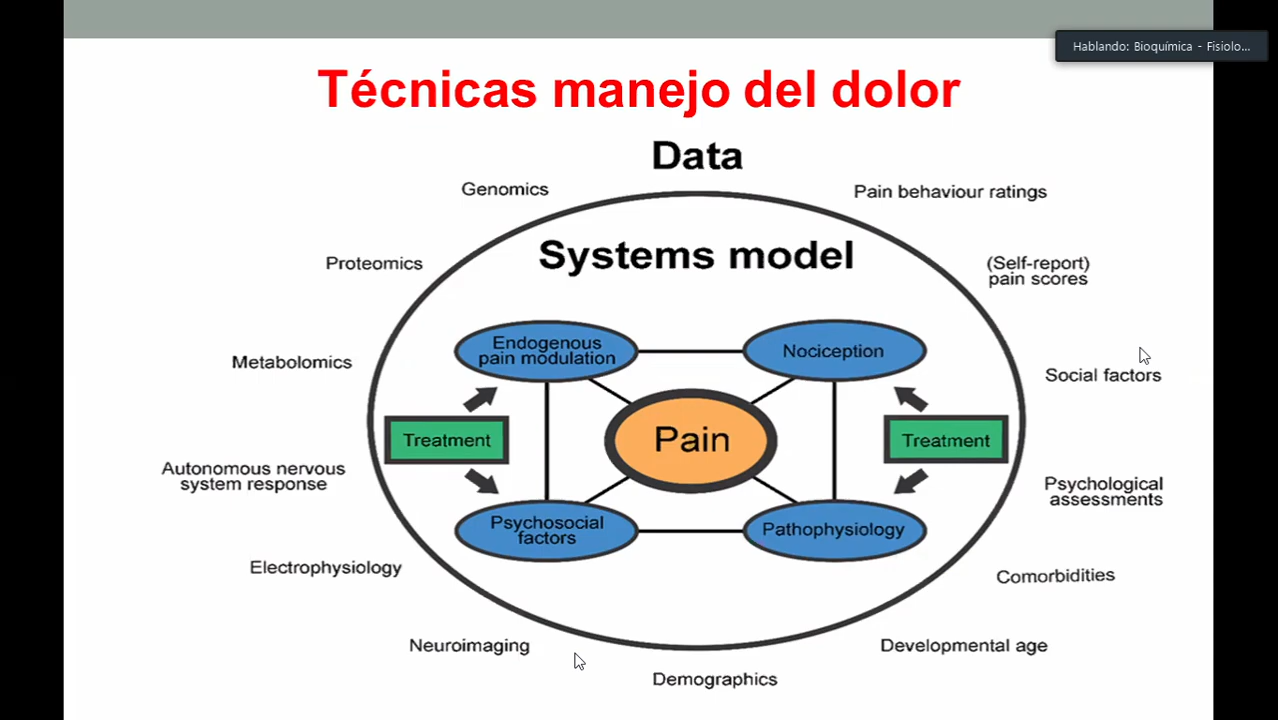 Hablando: Bioquímica - Fisiolo...
Técnicas manejo del dolor
Data
Genomics
Pain behaviour ratings
Systems model
Proteomics
(Self-report)
pain scores
Endogenous
pain modulation
Nociception
Metabolomics
Social factors
Treatment
Pain
Treatment
Autonomous nervous
system response
Psychological
assessments
Psychosocial
factors
Pathophysiology
Electrophysiology
Comorbidities
Neuroimaging
Developmental age
Demographics